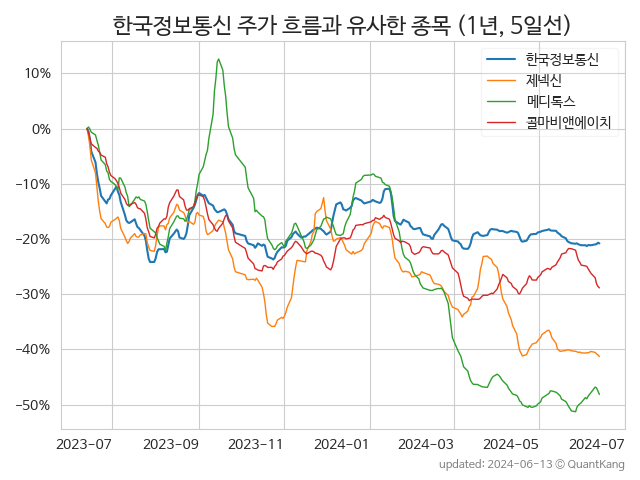 한국정보통신 주가 흐름과 유사한 종목 (1년, 5일선)
한국정보통신
제넥신
메디톡스
콜마비앤에이치
10%
0%
−10%
−20%
−30%
−40%
−50%
2023-07 2023-09 2023-11 2024-01 2024-03 2024-05 2024-07
updated: 2024-06-13 ⓒ QuantKang